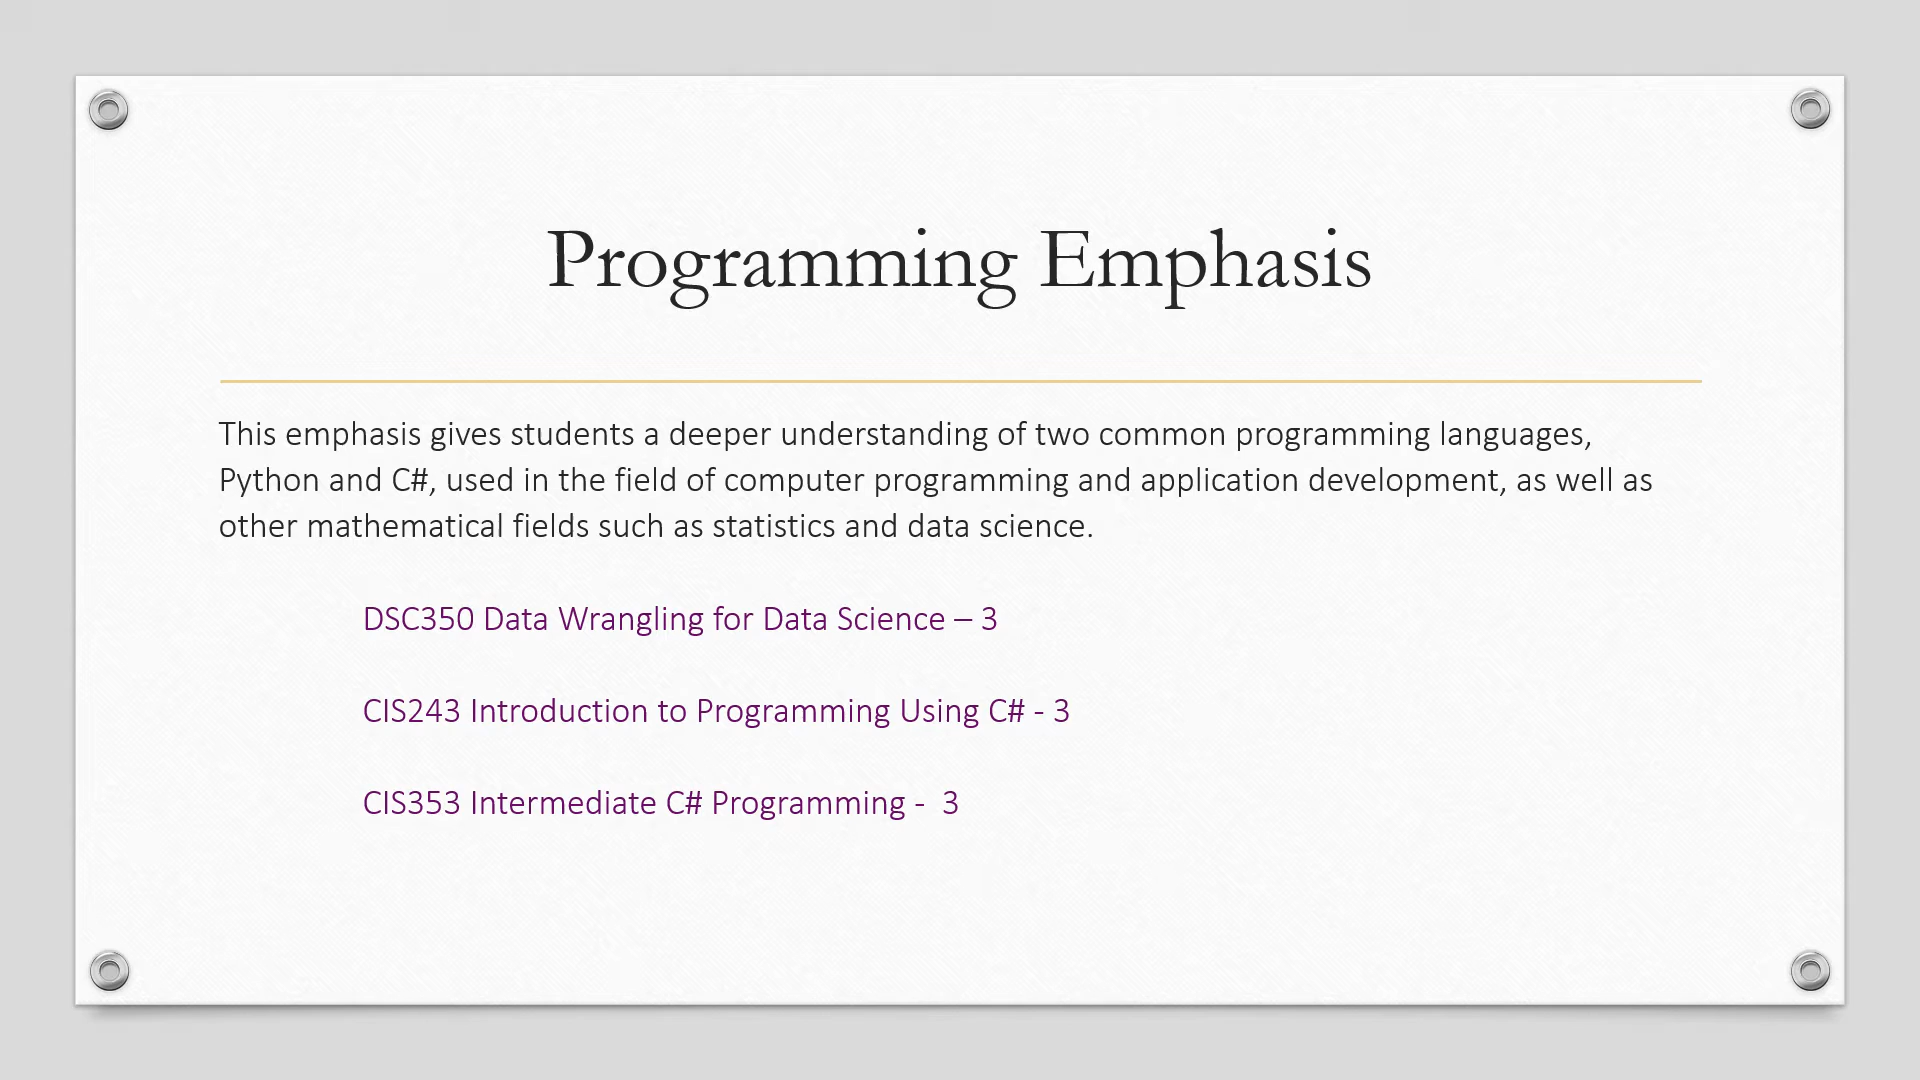 Programming Emphasis
This emphasis gives students a deeper understanding of two common programming languages,
Python and C#, used in the field of computer programming and application development, as well as
other mathematical fields such as statistics and data science.
DSC350 Data Wrangling for Data Science – 3
CIS243 Introduction to Programming Using C# - 3
CIS353 Intermediate C# Programming -  3